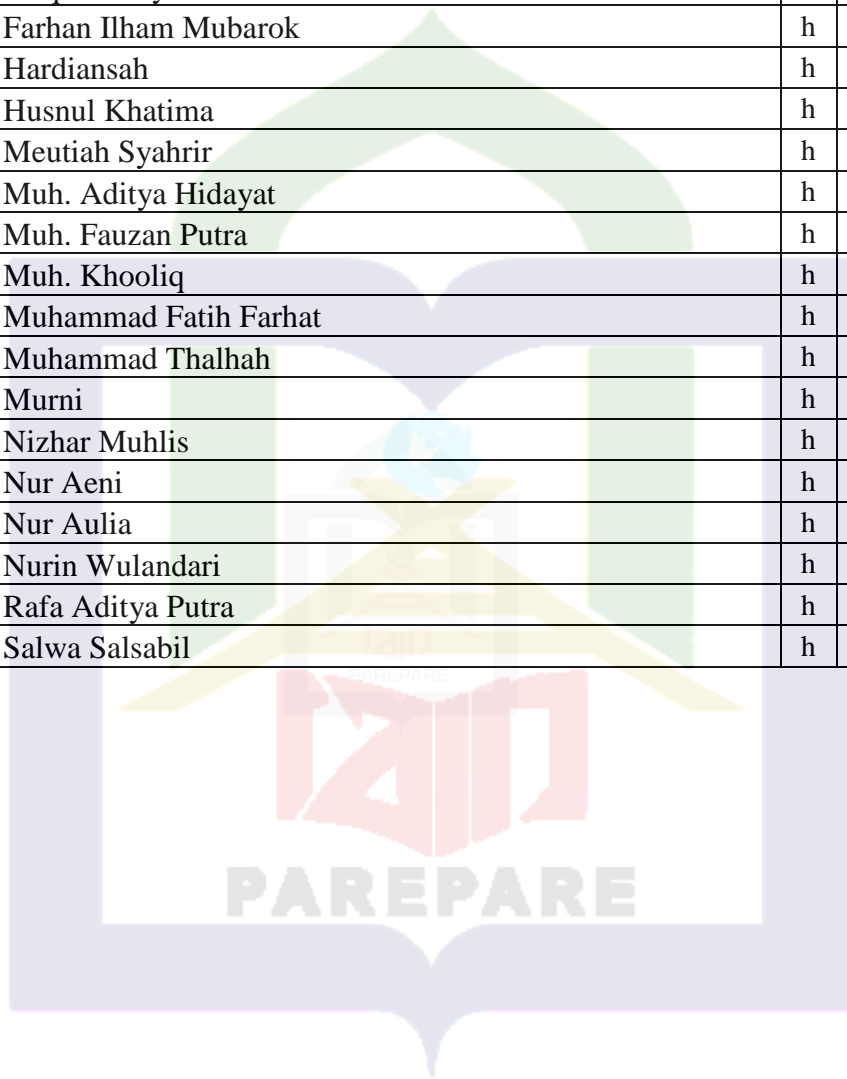 Farhan Ilham Mubarok h
Hardiansah h
Husnul Khatima h
Meutiah Syahrir h
Muh. Aditya Hidayat h
Muh. Fauzan Putra h
Muh. Khooliq h
Muhammad Fatih Farhat h
Muhammad Thalhah h
Murni h
Nizhar Muhlis h
Nur Aeni h
Nur Aulia h
Nurin Wulandari h
Rafa Aditya Putra h
Salwa Salsabil h
PAREPARE
PAREPARE